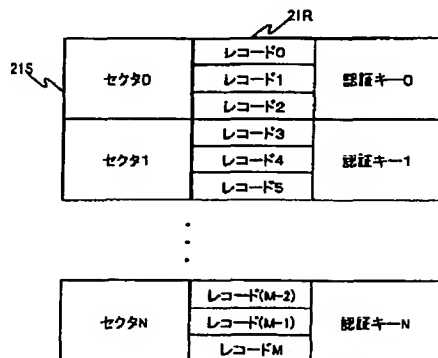 21R
21S
セクタ0
レコード0
レコード1
レコード2
認証キー0
セクタ1
レコード3
レコード4
レコード5
認証キー1
セクタN
レコード(M-2)
レコード(M-1)
レコードM
認証キーN